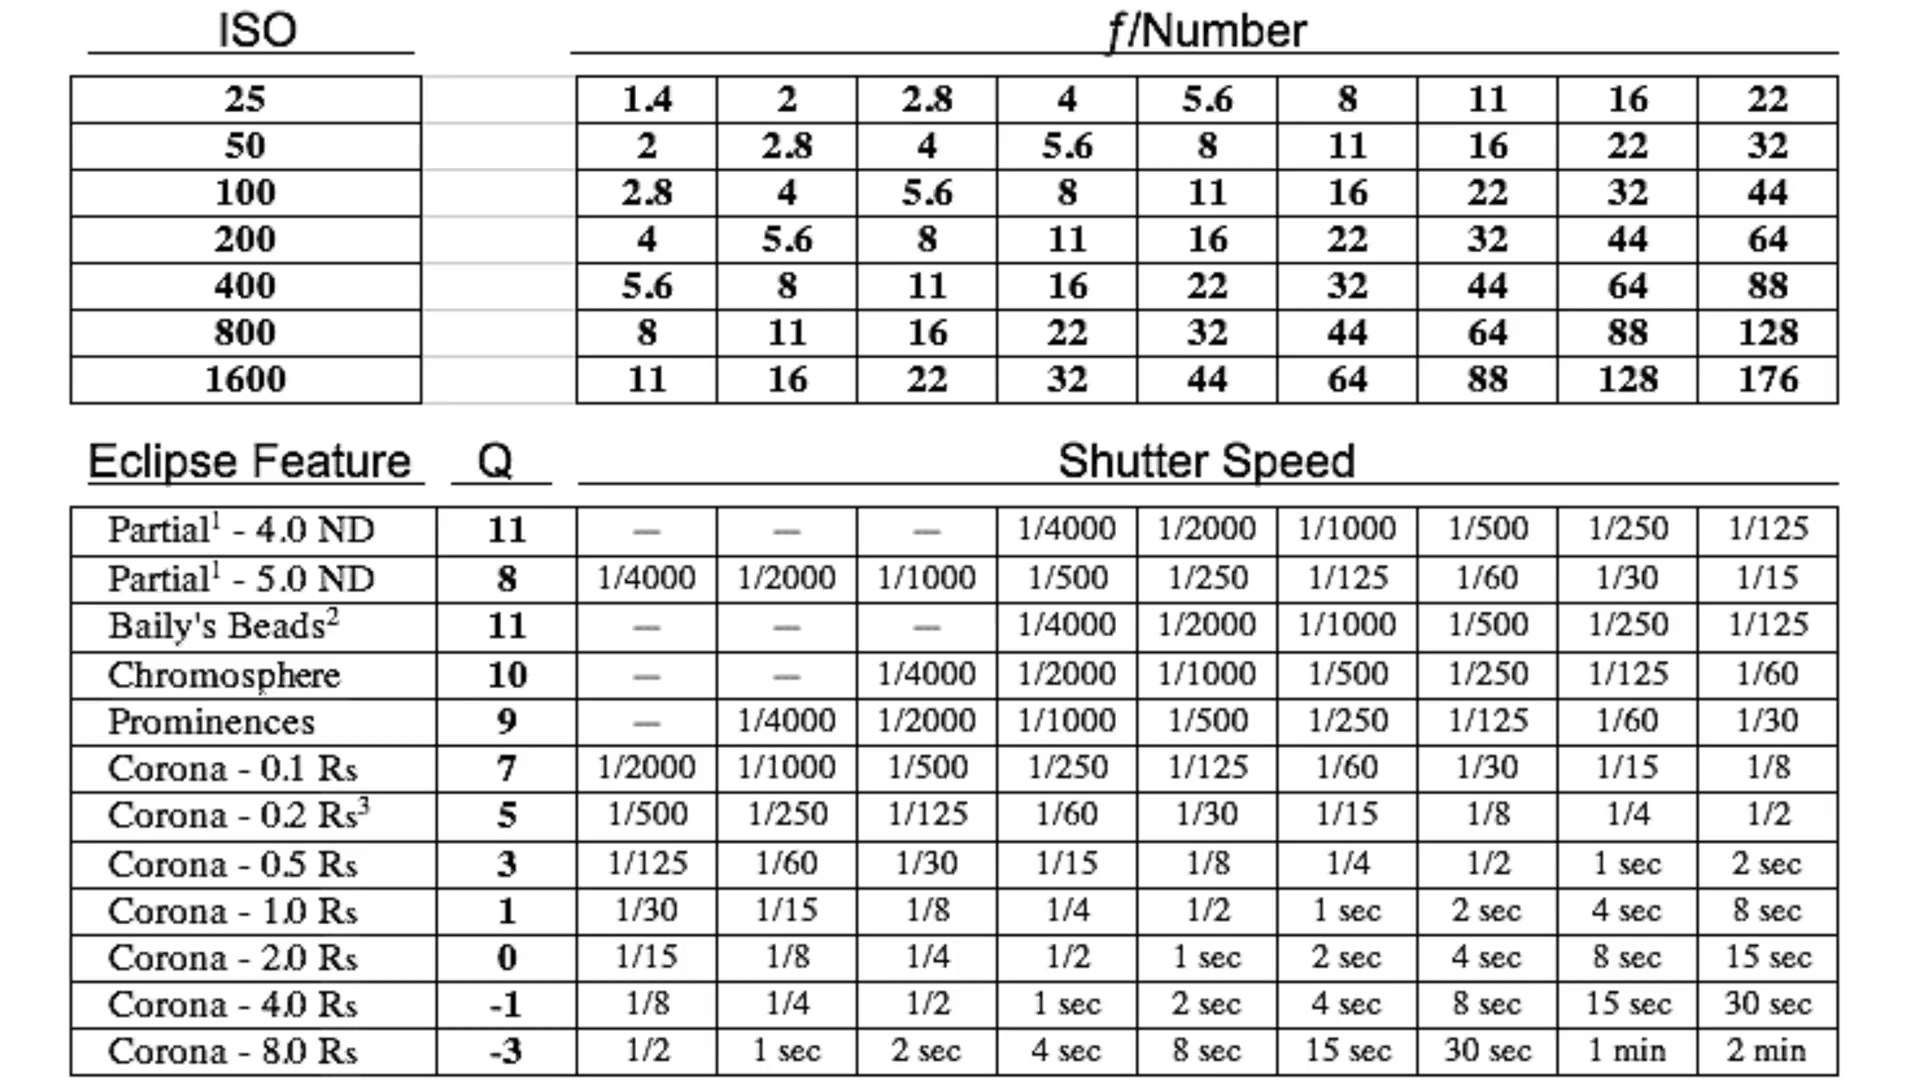 ISO ƒ/Number
25 1.4 2 2.8 4 5.6 8 11 16 22
50 2 2.8 4 5.6 8 11 16 22 32
100 2.8 4 5.6 8 11 16 22 32 44
200 4 5.6 8 11 16 22 32 44 64
400 5.6 8 11 16 22 32 44 64 88
800 8 11 16 22 32 44 64 88 128
1600 11 16 22 32 44 64 88 128 176
Eclipse Feature Q Shutter Speed
Partial¹ - 4.0 ND 11 — — — 1/4000 1/2000 1/1000 1/500 1/250 1/125
Partial¹ - 5.0 ND 8 1/4000 1/2000 1/1000 1/500 1/250 1/125 1/60 1/30 1/15
Baily's Beads² 11 — — — 1/4000 1/2000 1/1000 1/500 1/250 1/125
Chromosphere 10 — — 1/4000 1/2000 1/1000 1/500 1/250 1/125 1/60
Prominences 9 — 1/4000 1/2000 1/1000 1/500 1/250 1/125 1/60 1/30
Corona - 0.1 Rs 7 1/2000 1/1000 1/500 1/250 1/125 1/60 1/30 1/15 1/8
Corona - 0.2 Rs³ 5 1/500 1/250 1/125 1/60 1/30 1/15 1/8 1/4 1/2
Corona - 0.5 Rs 3 1/125 1/60 1/30 1/15 1/8 1/4 1/2 1 sec 2 sec
Corona - 1.0 Rs 1 1/30 1/15 1/8 1/4 1/2 1 sec 2 sec 4 sec 8 sec
Corona - 2.0 Rs 0 1/15 1/8 1/4 1/2 1 sec 2 sec 4 sec 8 sec 15 sec
Corona - 4.0 Rs -1 1/8 1/4 1/2 1 sec 2 sec 4 sec 8 sec 15 sec 30 sec
Corona - 8.0 Rs -3 1/2 1 sec 2 sec 4 sec 8 sec 15 sec 30 sec 1 min 2 min